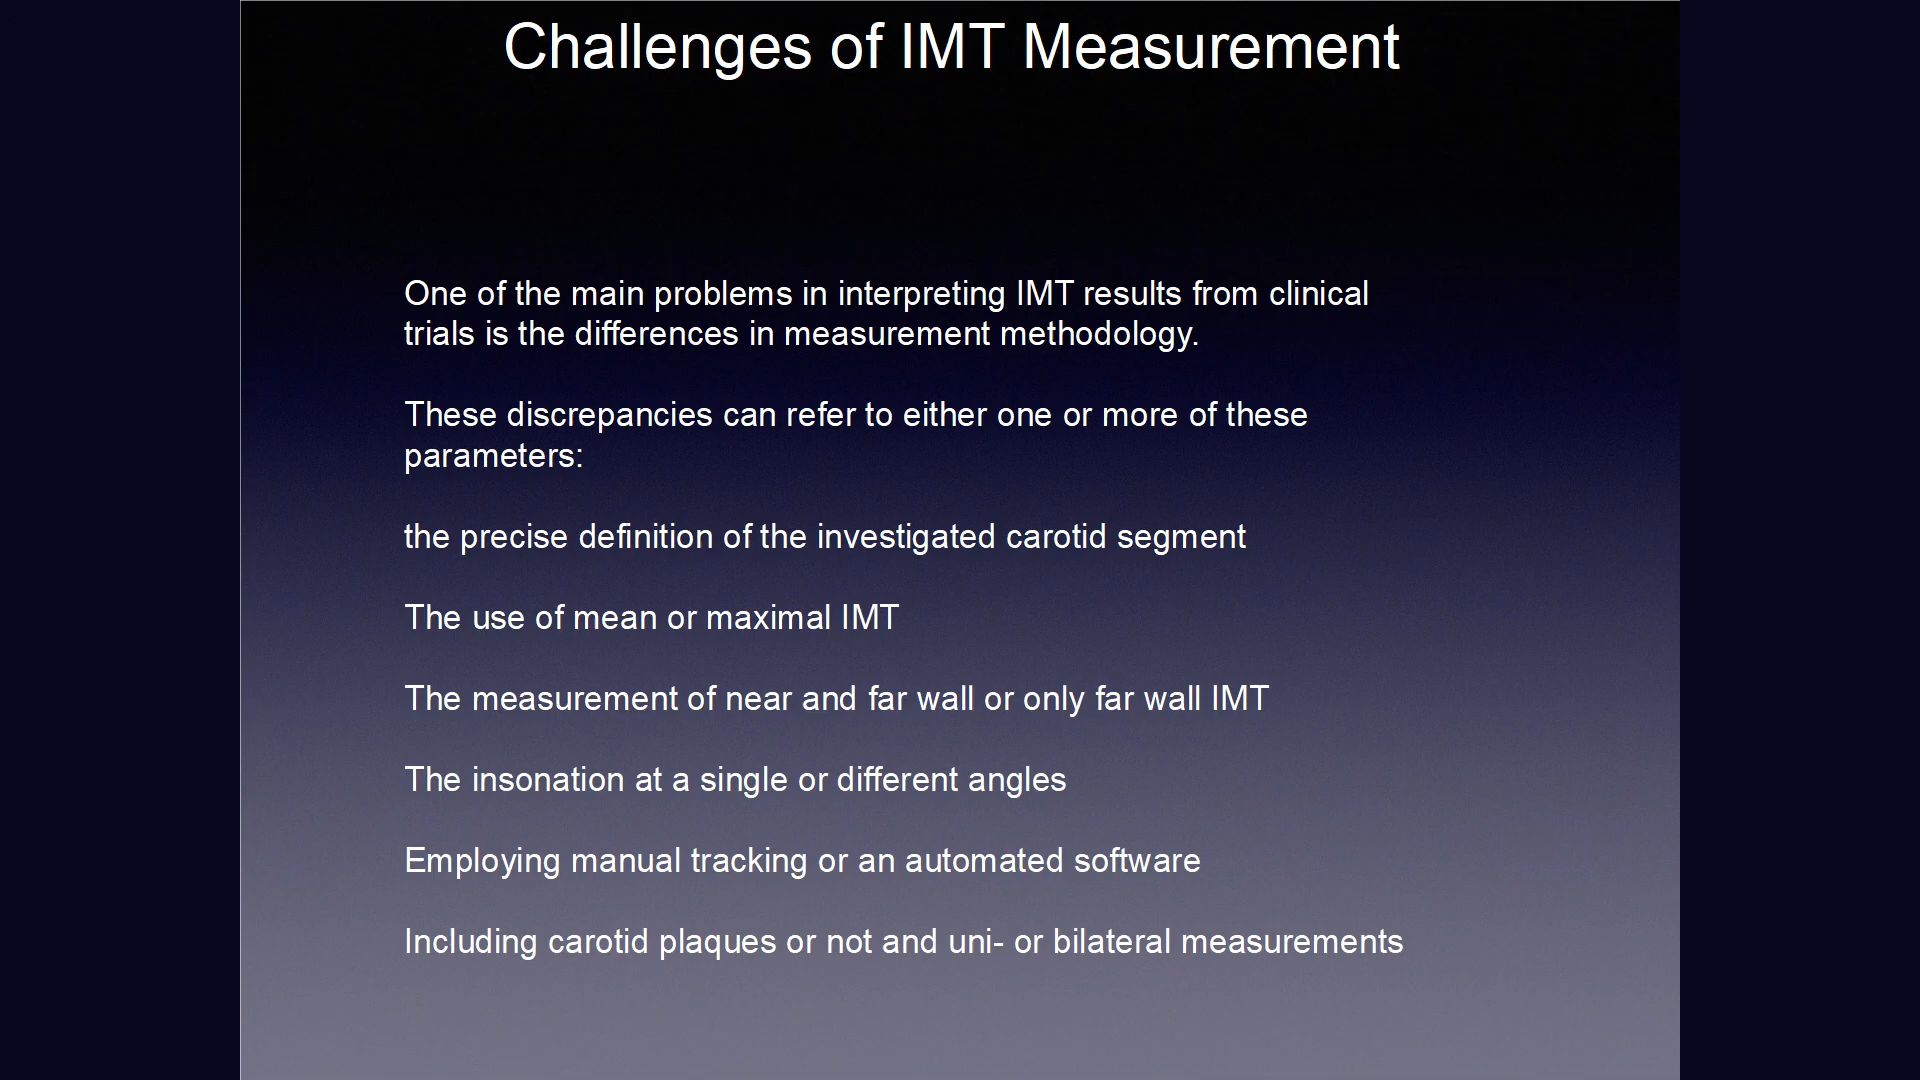 Challenges of IMT Measurement
One of the main problems in interpreting IMT results from clinical
trials is the differences in measurement methodology.
These discrepancies can refer to either one or more of these
parameters:
the precise definition of the investigated carotid segment
The use of mean or maximal IMT
The measurement of near and far wall or only far wall IMT
The insonation at a single or different angles
Employing manual tracking or an automated software
Including carotid plaques or not and uni- or bilateral measurements